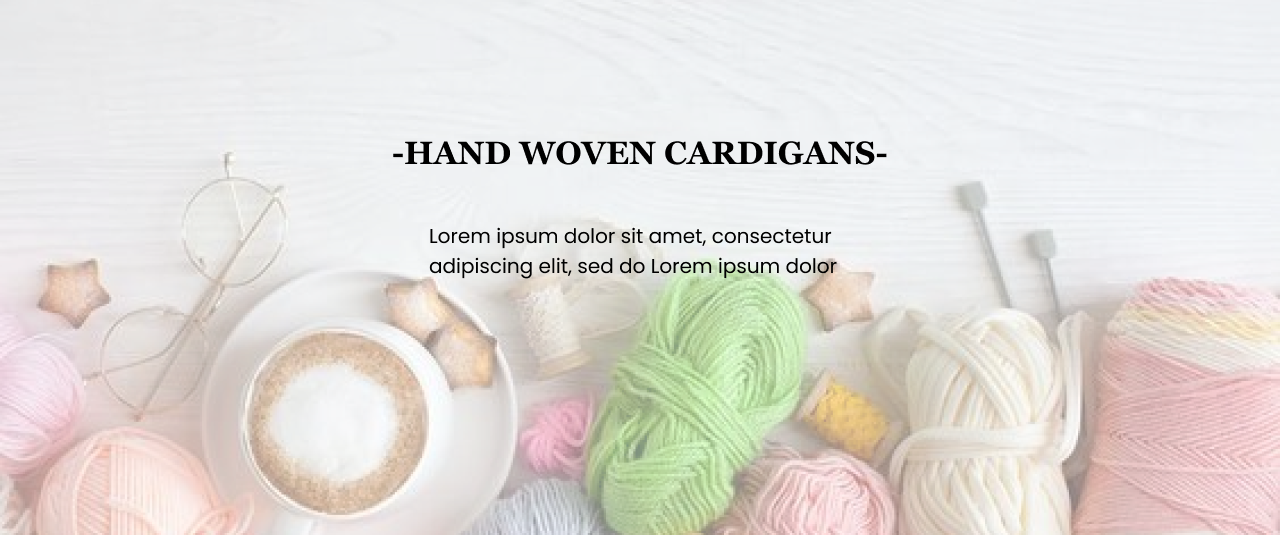 -HAND WOVEN CARDIGANS-
Lorem ipsum dolor sit amet, consectetur
adipiscing elit, sed do Lorem ipsum dolor